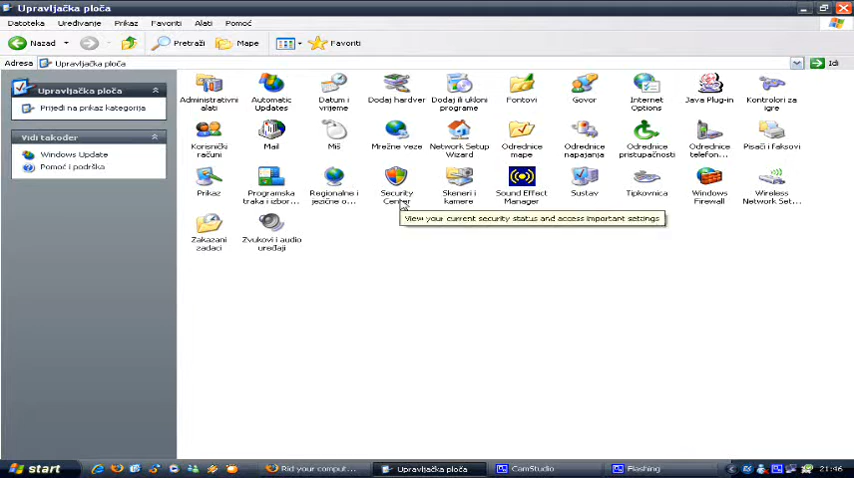 Upravljačka ploča
Datoteka Uređivanje Prikaz Favoriti Alati Pomoć
Nazad Pretraži Mape Favoriti
Adresa Upravljačka ploča Idi
Upravljačka ploča
Prijeđi na prikaz kategorija
Vidi također
Windows Update
Pomoć i podrška
Administrativni alati
Automatic Updates
Datum i vrijeme
Dodaj hardver
Dodaj ili ukloni programe
Fontovi
Govor
Internet Options
Java Plug-in
Kontrolori za igre
Korisnički računi
Mail
Miš
Mrežne veze
Network Setup Wizard
Odrednice mape
Odrednice napajanja
Odrednice pristupačnosti
Odrednice telefon...
Pisači i faksovi
Prikaz
Programska traka i izbor...
Regionalne i jezične o...
Security Center
Skeneri i kamere
Sound Effect Manager
Sustav
Tipkovnica
Windows Firewall
Wireless Network Set...
View your current security status and access important settings
Zakazani zadaci
Zvukovi i audio uređaji
start Rid your comput... Upravljačka ploča CamStudio Flashing 21:46